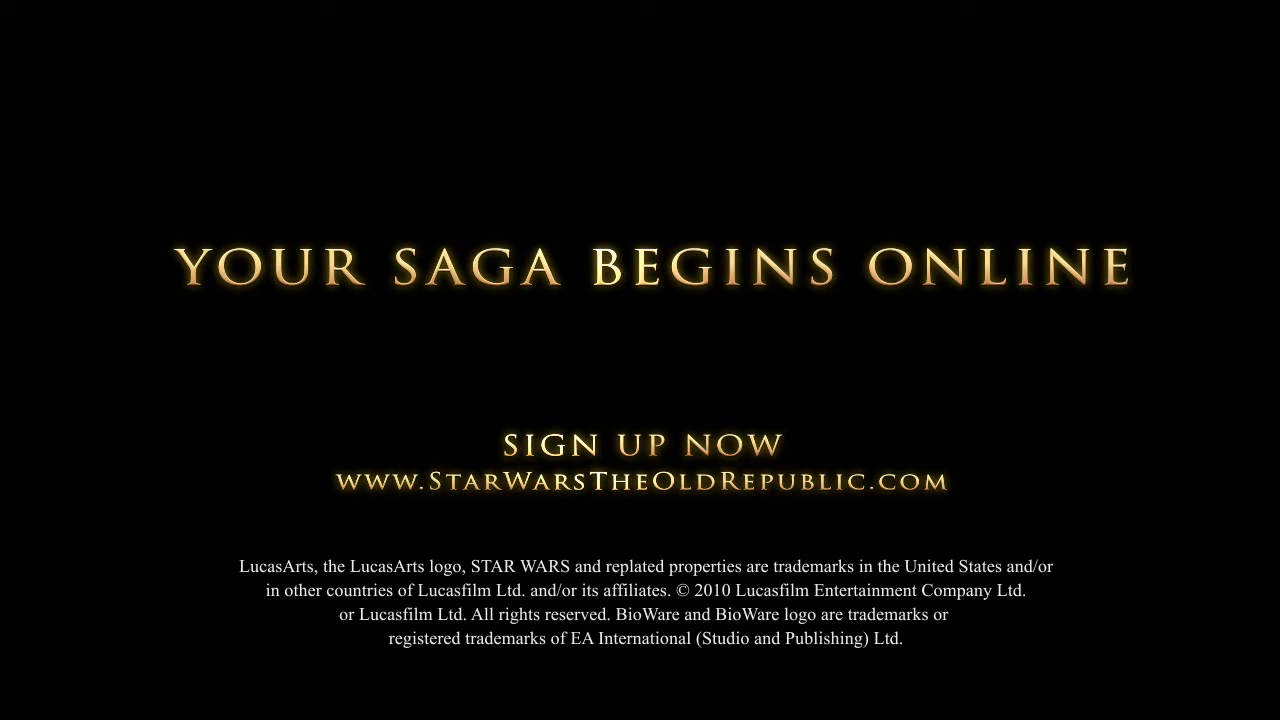 YOUR SAGA BEGINS ONLINE
SIGN UP NOW
WWW.STARWARSTHEOLDREPUBLIC.COM
LucasArts, the LucasArts logo, STAR WARS and replated properties are trademarks in the United States and/or
in other countries of Lucasfilm Ltd. and/or its affiliates. © 2010 Lucasfilm Entertainment Company Ltd.
or Lucasfilm Ltd. All rights reserved. BioWare and BioWare logo are trademarks or
registered trademarks of EA International (Studio and Publishing) Ltd.